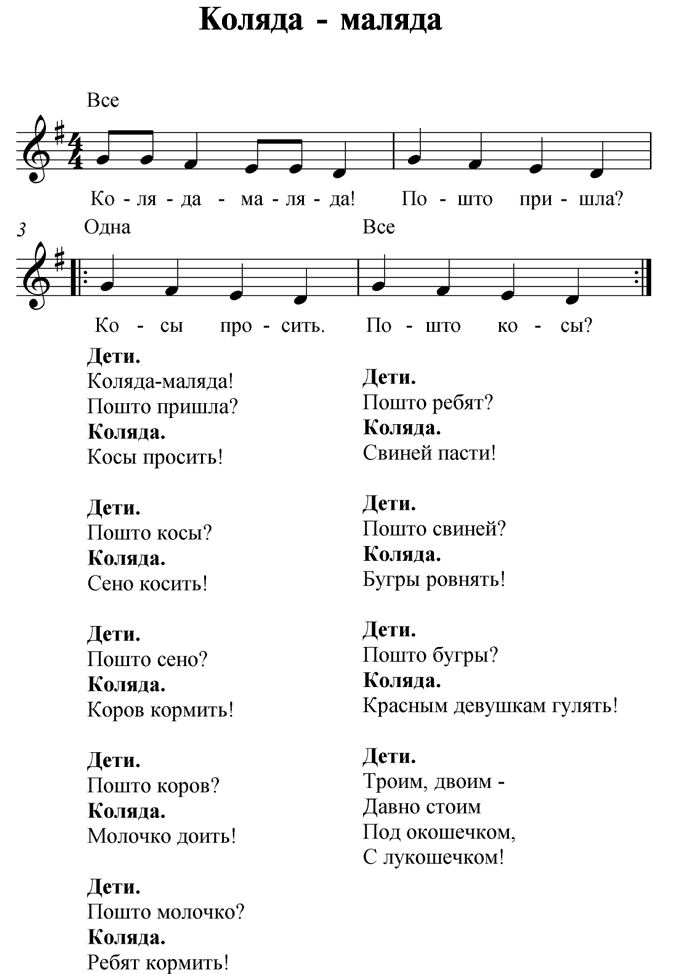 Коляда - маляда
Все
4
4
Ко - ля - да - ма - ля - да! По - што при - шла?
3
Одна Все
Ко - сы про - сить. По - што ко - сы?
Дети.
Коляда-маляда!
Пошто пришла?
Коляда.
Косы просить!
Дети.
Пошто косы?
Коляда.
Сено косить!
Дети.
Пошто сено?
Коляда.
Коров кормить!
Дети.
Пошто коров?
Коляда.
Молочко доить!
Дети.
Пошто молочко?
Коляда.
Ребят кормить!
Дети.
Пошто ребят?
Коляда.
Свиней пасти!
Дети.
Пошто свиней?
Коляда.
Бугры ровнять!
Дети.
Пошто бугры?
Коляда.
Красным девушкам гулять!
Дети.
Троим, двоим -
Давно стоим
Под окошечком,
С лукошечком!